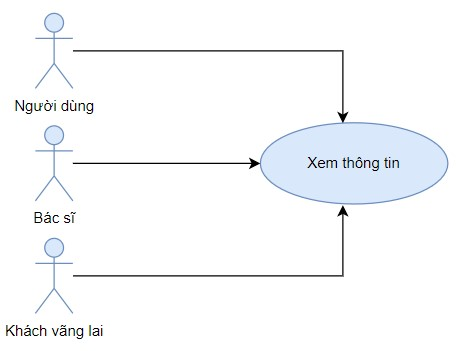 Người dùng
Bác sĩ
Xem thông tin
Khách vãng lai